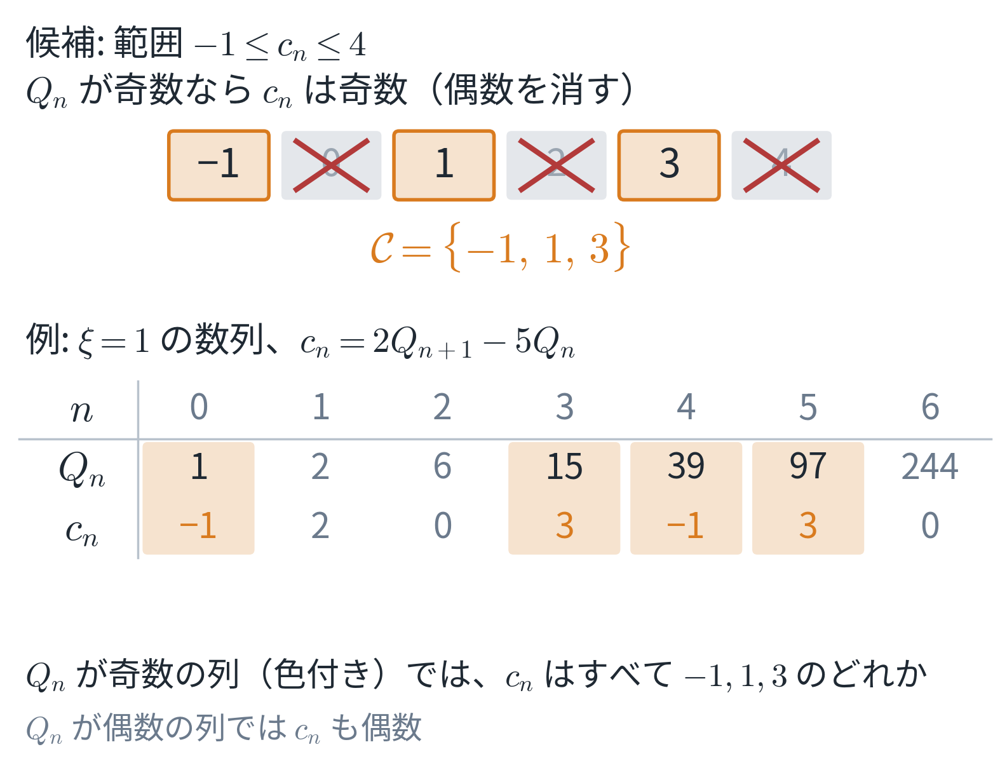 候補: 範囲 −1 ≤ cₙ ≤ 4
Qₙ が奇数なら cₙ は奇数（偶数を消す）
−1 0 1 2 3 4
𝒞 = {−1, 1, 3}
例: ξ = 1 の数列、cₙ = 2Qₙ₊₁ − 5Qₙ
n 0 1 2 3 4 5 6
Qₙ 1 2 6 15 39 97 244
cₙ −1 2 0 3 −1 3 0
Qₙ が奇数の列（色付き）では、cₙ はすべて −1, 1, 3 のどれか
Qₙ が偶数の列では cₙ も偶数